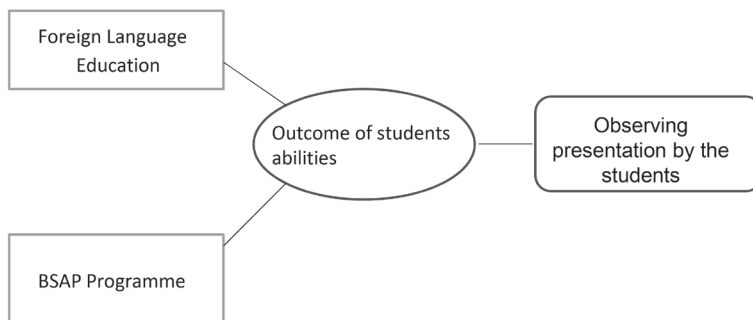 Foreign Language
Education
Outcome of students
abilities
Observing
presentation by the
students
BSAP Programme